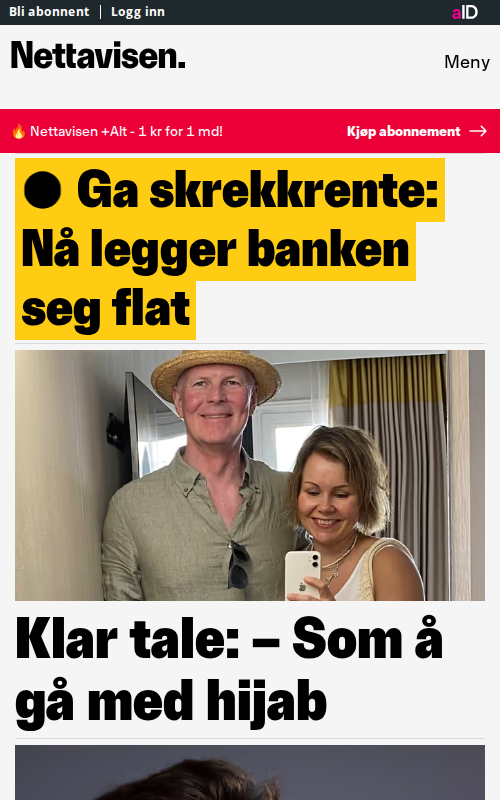 Bli abonnent Logg inn aID
Nettavisen.
Meny
🔥 Nettavisen +Alt - 1 kr for 1 md! Kjøp abonnement →
● Ga skrekkrente:
Nå legger banken
seg flat
Klar tale: – Som å
gå med hijab